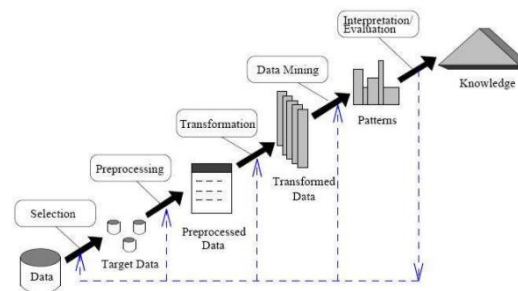 Interpretation/
Evaluation
Data Mining
Knowledge
Transformation
Patterns
Preprocessing
Transformed
Data
Selection
Preprocessed
Data
Data
Target Data